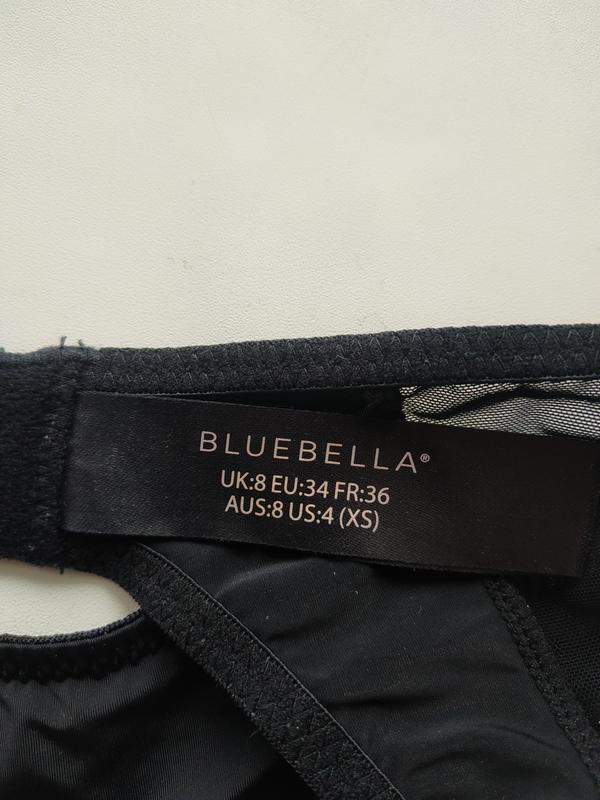 BLUEBELLA®
UK:8 EU:34 FR:36
AUS:8 US:4 (XS)